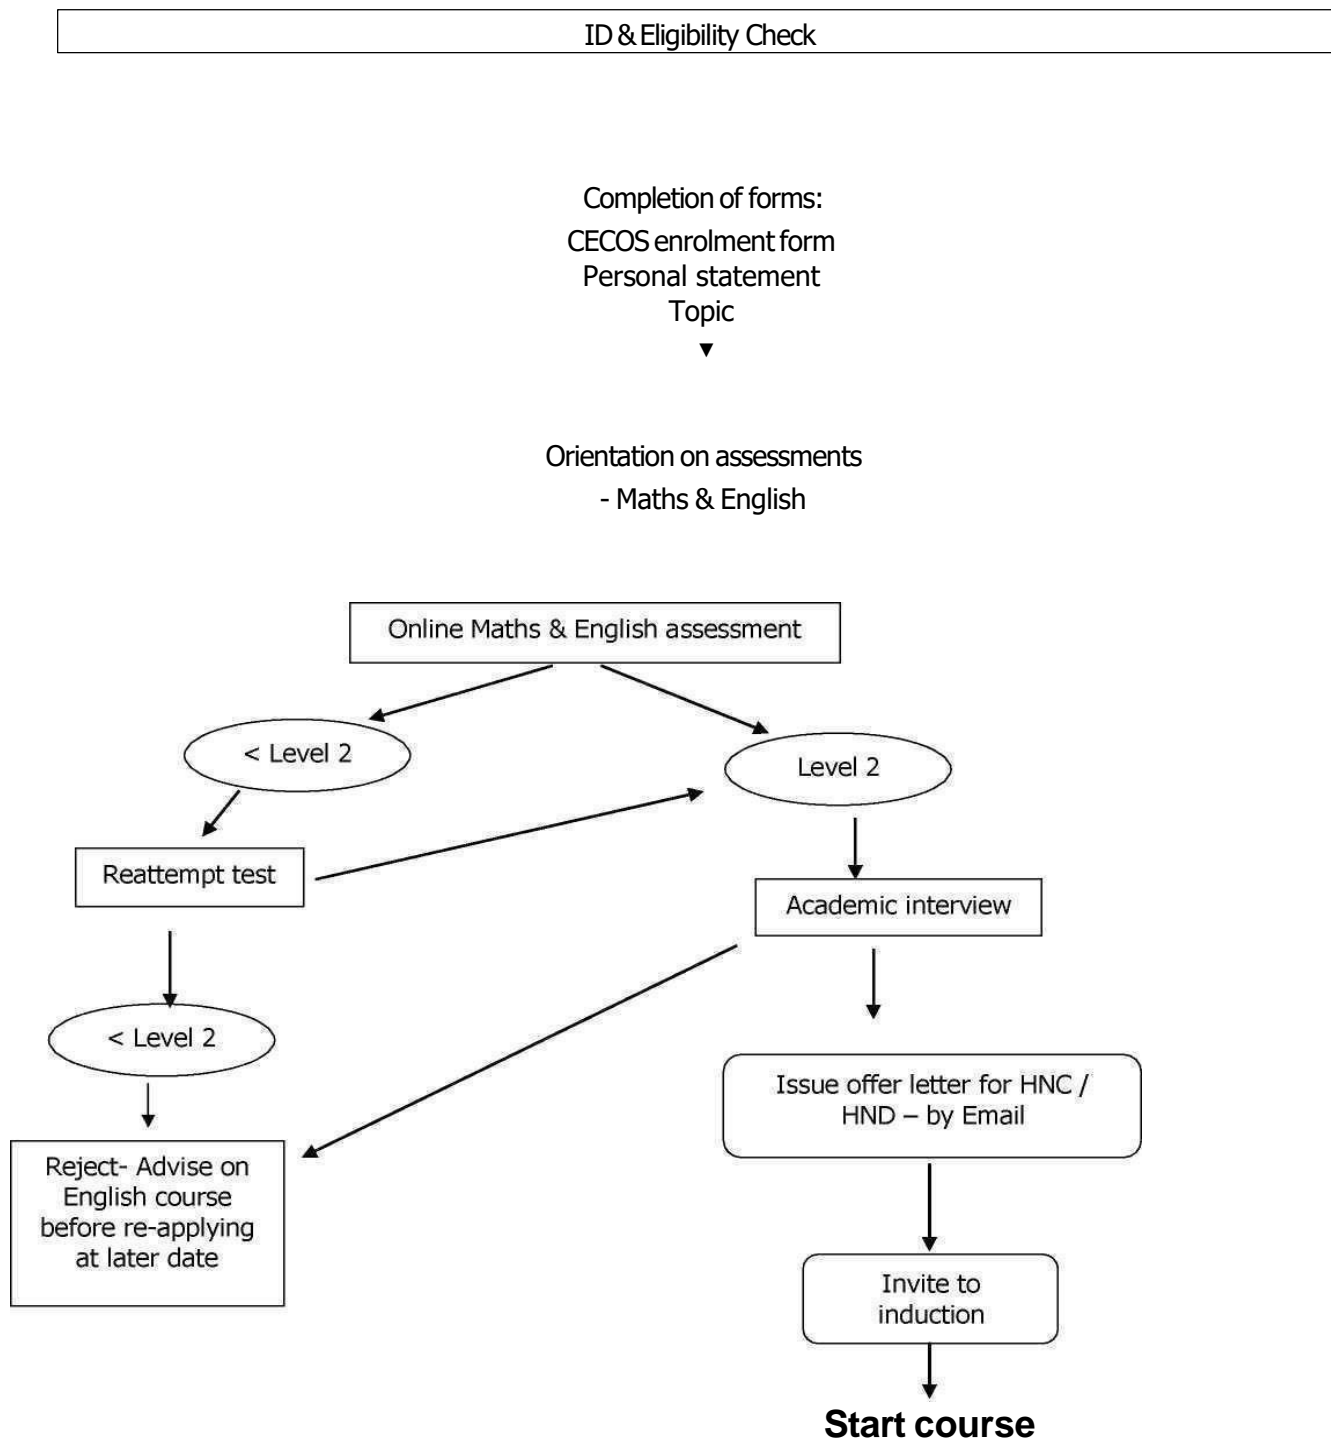 ID & Eligibility Check
Completion of forms:
CECOS enrolment form
Personal statement
Topic
Orientation on assessments
- Maths & English
Online Maths & English assessment
< Level 2
Level 2
Reattempt test
Academic interview
< Level 2
Issue offer letter for HNC /
HND – by Email
Reject- Advise on
English course
before re-applying
at later date
Invite to
induction
Start course